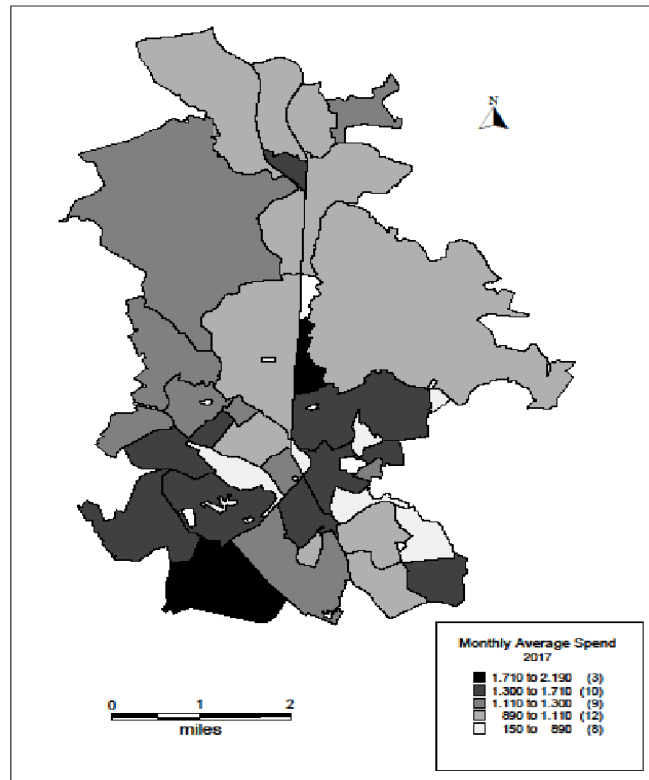 N
Monthly Average Spend
2017
1.710 to 2.190 (3)
1.300 to 1.710 (10)
1.110 to 1.300 (9)
890 to 1.110 (12)
150 to 890 (8)
0 1 2
miles